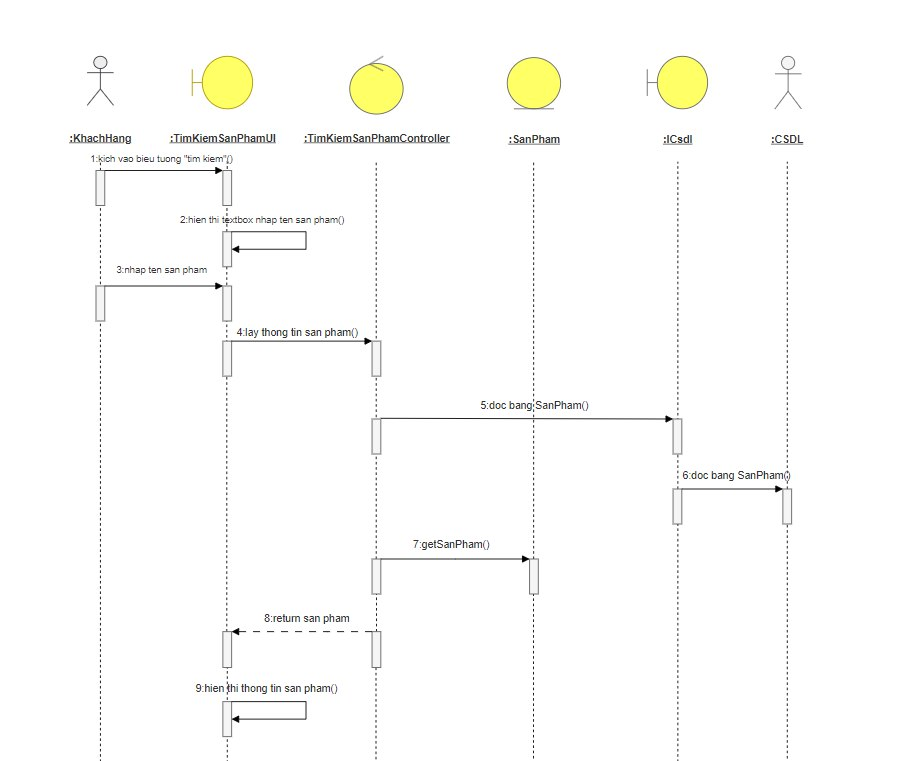 :KhachHang
:TimKiemSanPhamUI
:TimKiemSanPhamController
:SanPham
:ICsdl
:CSDL
1:kich vao bieu tuong "tim kiem"()
2:hien thi textbox nhap ten san pham()
3:nhap ten san pham
4:lay thong tin san pham()
5:doc bang SanPham()
6:doc bang SanPham()
7:getSanPham()
8:return san pham
9:hien thi thong tin san pham()